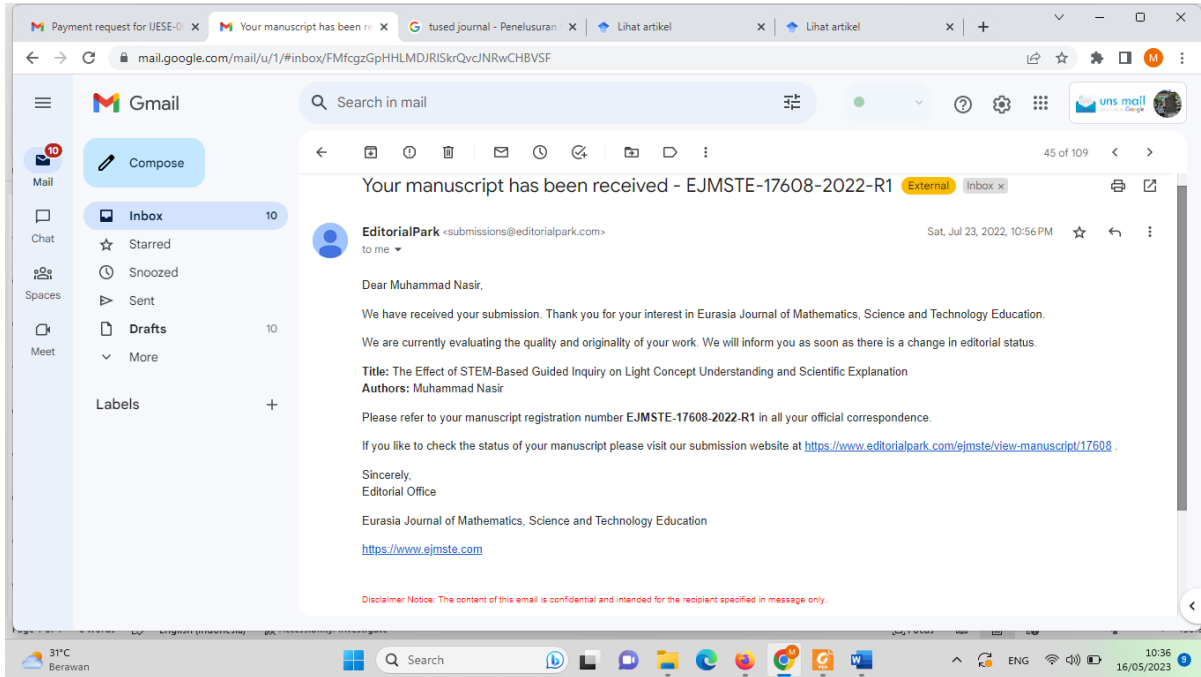 Payment request for IJESE-0
Your manuscript has been re
tused journal - Penelusuran
Lihat artikel
Lihat artikel
mail.google.com/mail/u/1/#inbox/FMfcgzGpHHLMDJRlSkrQvcJNRwCHBVSF
M
Gmail
Search in mail
uns mail
Google
10
Mail
Chat
Spaces
Meet
Compose
Inbox 10
Starred
Snoozed
Sent
Drafts 10
More
Labels
45 of 109
Your manuscript has been received - EJMSTE-17608-2022-R1 External Inbox x
EditorialPark <submissions@editorialpark.com> Sat, Jul 23, 2022, 10:56 PM
to me
Dear Muhammad Nasir,
We have received your submission. Thank you for your interest in Eurasia Journal of Mathematics, Science and Technology Education.
We are currently evaluating the quality and originality of your work. We will inform you as soon as there is a change in editorial status.
Title: The Effect of STEM-Based Guided Inquiry on Light Concept Understanding and Scientific Explanation
Authors: Muhammad Nasir
Please refer to your manuscript registration number EJMSTE-17608-2022-R1 in all your official correspondence.
If you like to check the status of your manuscript please visit our submission website at https://www.editorialpark.com/ejmste/view-manuscript/17608 .
Sincerely,
Editorial Office
Eurasia Journal of Mathematics, Science and Technology Education
https://www.ejmste.com
Disclaimer Notice: The content of this email is confidential and intended for the recipient specified in message only.
31°C
Berawan
Search
ENG
10:36
16/05/2023
9